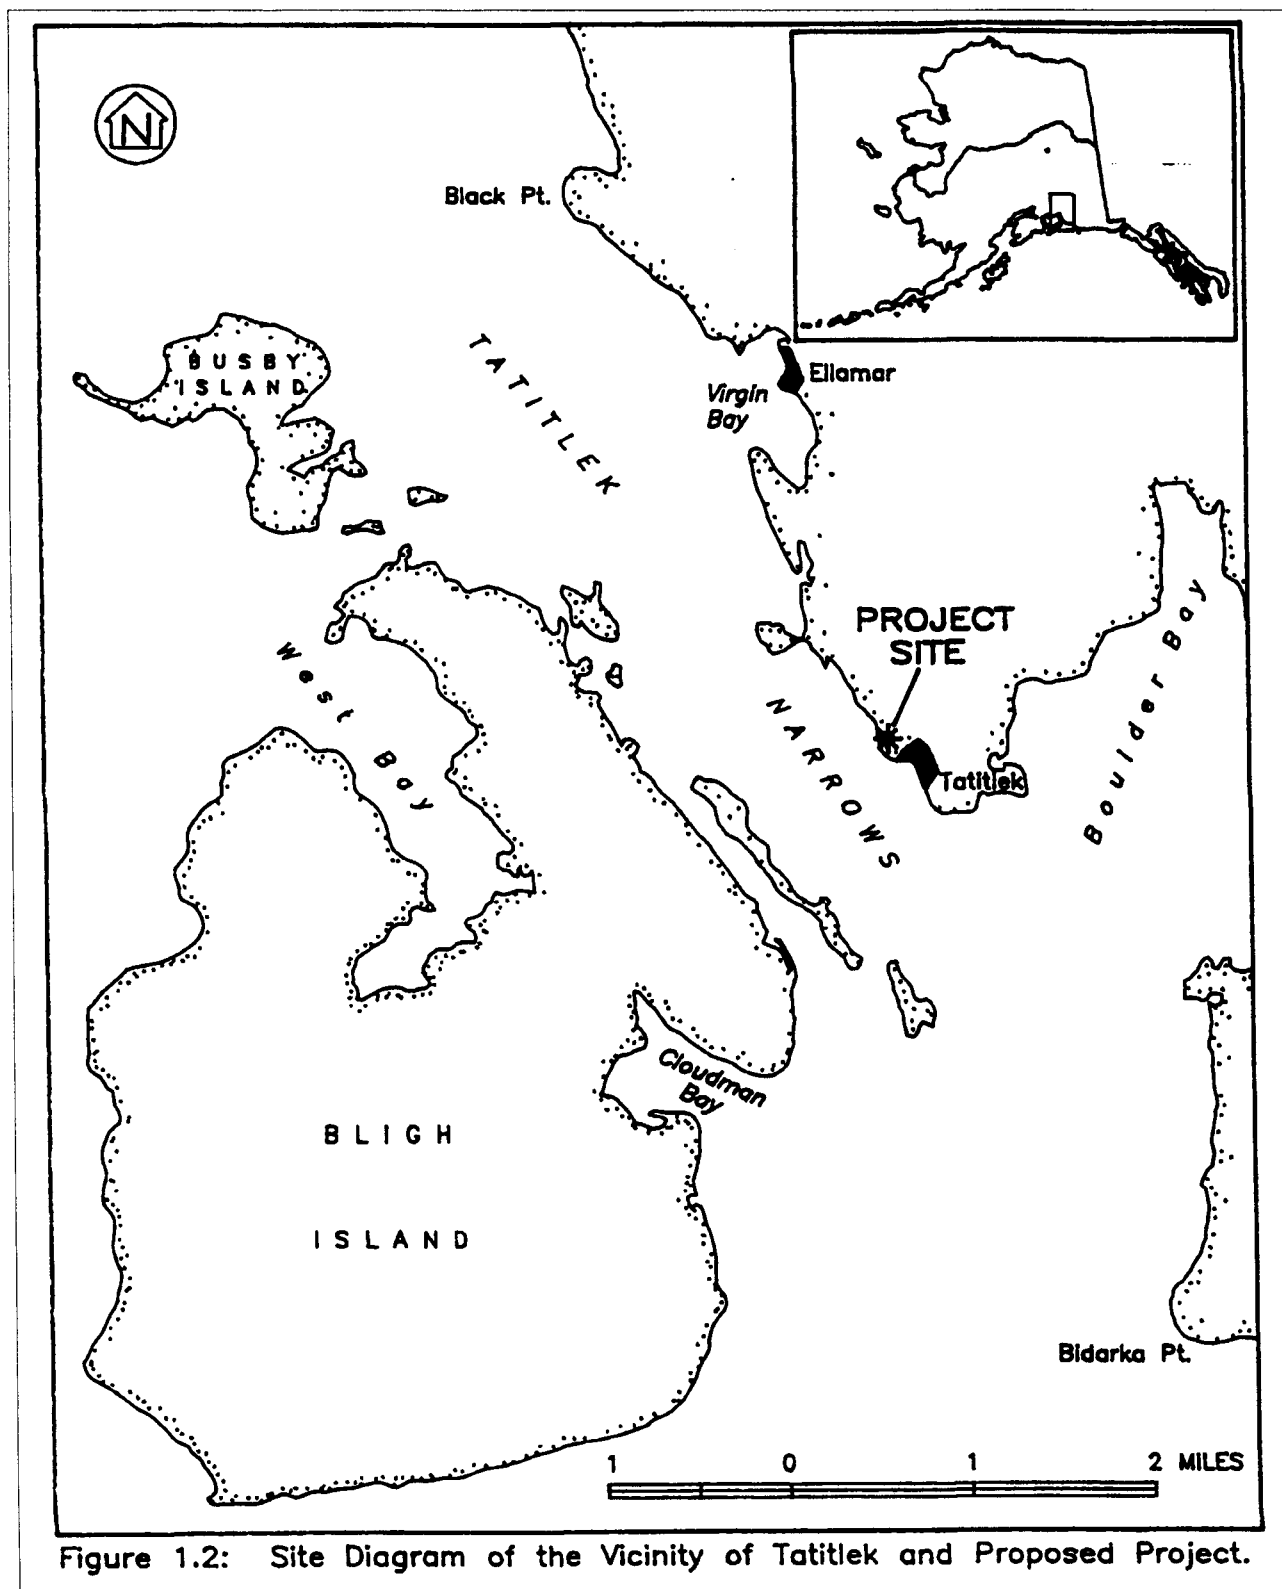 N
Black Pt.
BUSBY
ISLAND
TATITLEK
Virgin
Bay
Ellamar
PROJECT
SITE
West Bay
NARROWS
Tatitlek
Boulder Bay
Cloudman
Bay
BLIGH
ISLAND
Bidarka Pt.
1 0 1 2 MILES
Figure 1.2: Site Diagram of the Vicinity of Tatitlek and Proposed Project.